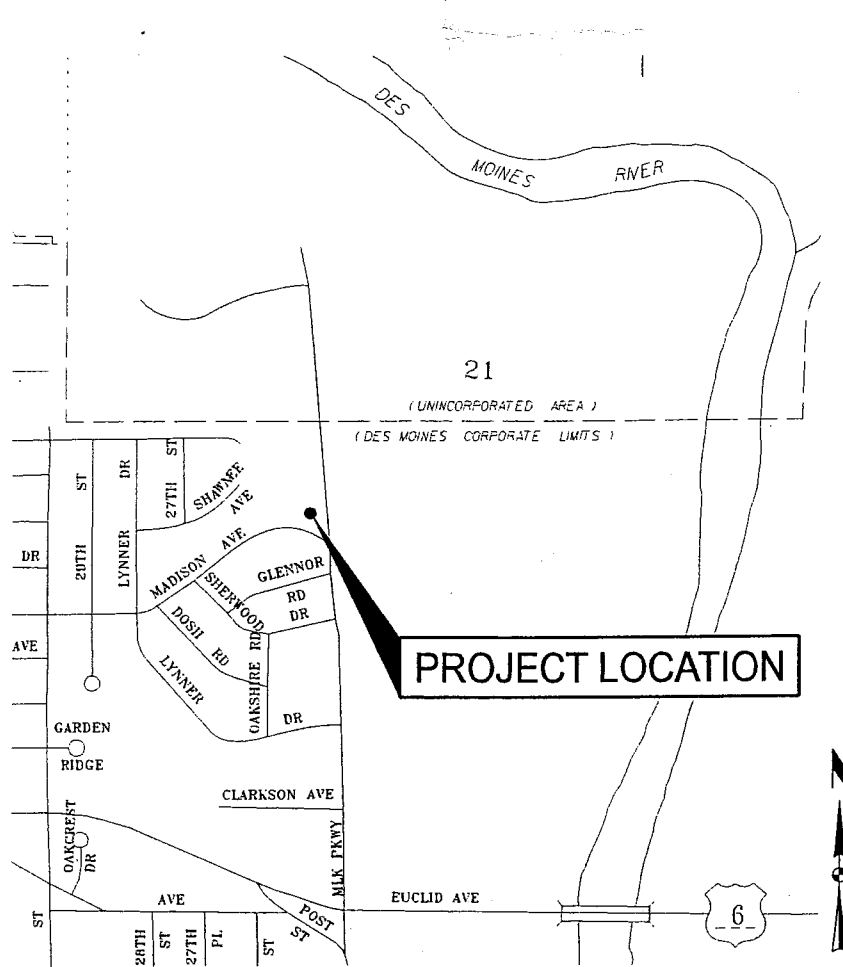 DES
MOINES
RIVER
21
( UNINCORPORATED AREA )
( DES MOINES CORPORATE LIMITS )
ST
DR
27TH
ST
SHAWNEE
AVE
DR
LYNNER
MADISON
AVE
GLENNOR
RD
SHERWOOD
DR
DOSH
RD
OAKSHIRE RD
LYNNER
DR
AVE
PROJECT LOCATION
GARDEN
RIDGE
CLARKSON AVE
N
OAKCREST
DR
MLK PKWY
AVE
EUCLID AVE
POST
ST
6
ST
28TH
ST
27TH
PL
ST